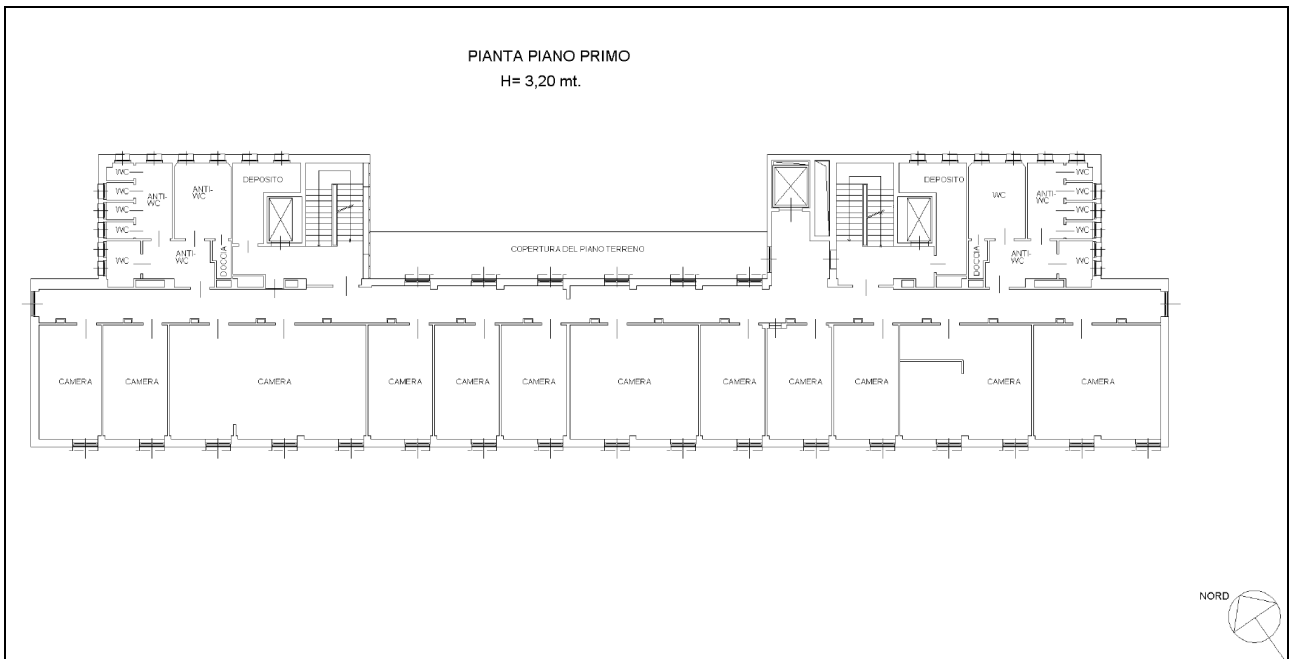 PIANTA PIANO PRIMO
H= 3,20 mt.
WC
WC
WC
WC
WC
ANTI-
WC
ANTI-
WC
ANTI-
WC
DOCCIA
DEPOSITO
COPERTURA DEL PIANO TERRENO
DEPOSITO
WC
DOCCIA
ANTI-
WC
ANTI-
WC
WC
WC
WC
WC
WC
CAMERA
CAMERA
CAMERA
CAMERA
CAMERA
CAMERA
CAMERA
CAMERA
CAMERA
CAMERA
CAMERA
CAMERA
NORD